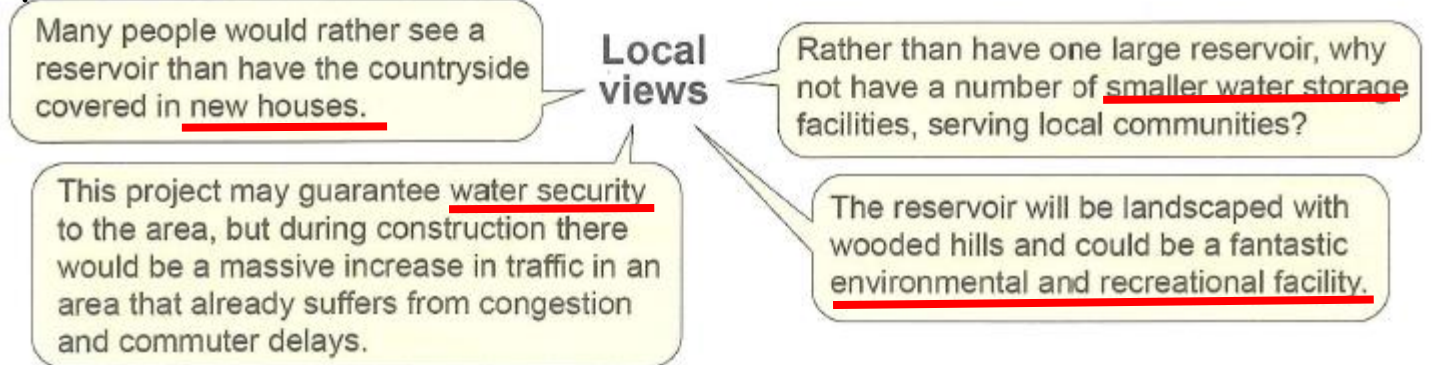 Many people would rather see a
reservoir than have the countryside
covered in new houses.
Local
views
Rather than have one large reservoir, why
not have a number of smaller water storage
facilities, serving local communities?
This project may guarantee water security
to the area, but during construction there
would be a massive increase in traffic in an
area that already suffers from congestion
and commuter delays.
The reservoir will be landscaped with
wooded hills and could be a fantastic
environmental and recreational facility.